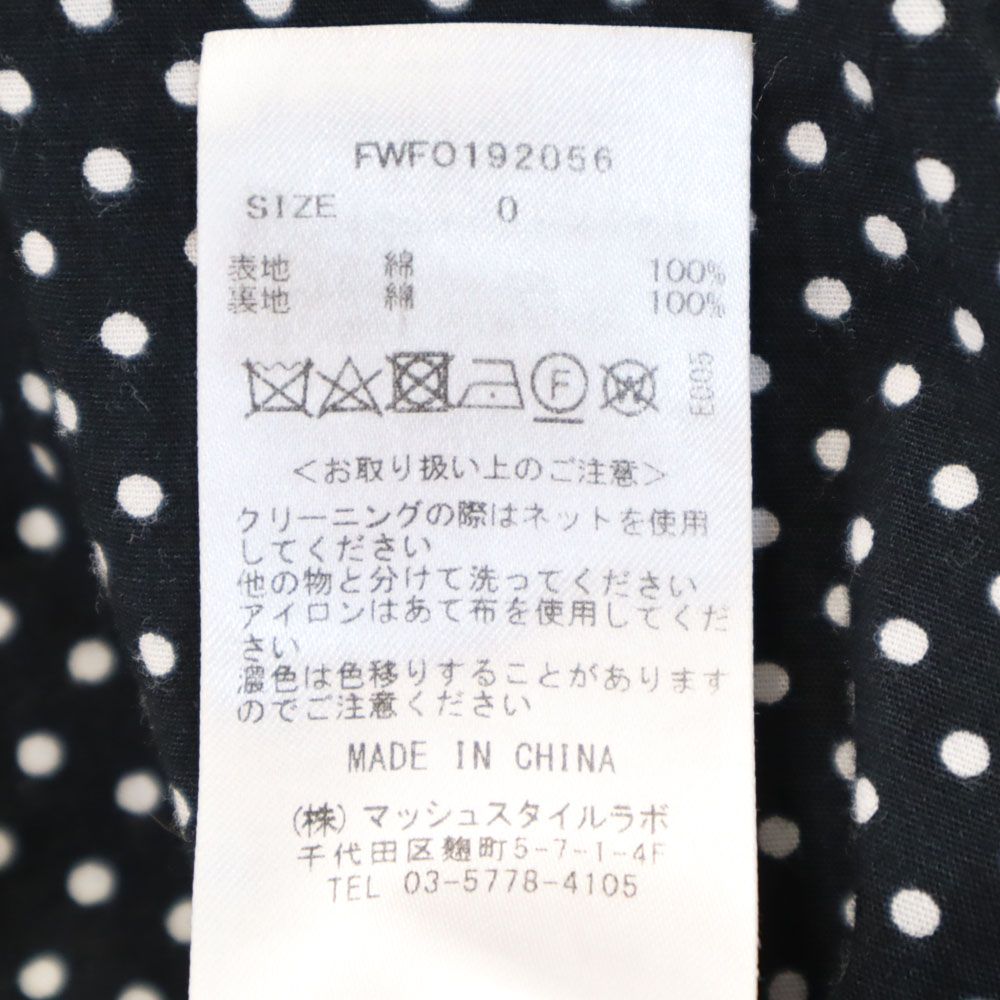 FWFO192056
SIZE 0
表地 綿 100%
裏地 綿 100%
F W E005
<お取り扱い上のご注意>
クリーニングの際はネットを使用
してください
他の物と分けて洗ってください
アイロンはあて布を使用してくだ
さい
濃色は色移りすることがあります
のでご注意ください
MADE IN CHINA
(株)マッシュスタイルラボ
千代田区麹町5-7-1-4F
TEL 03-5778-4105